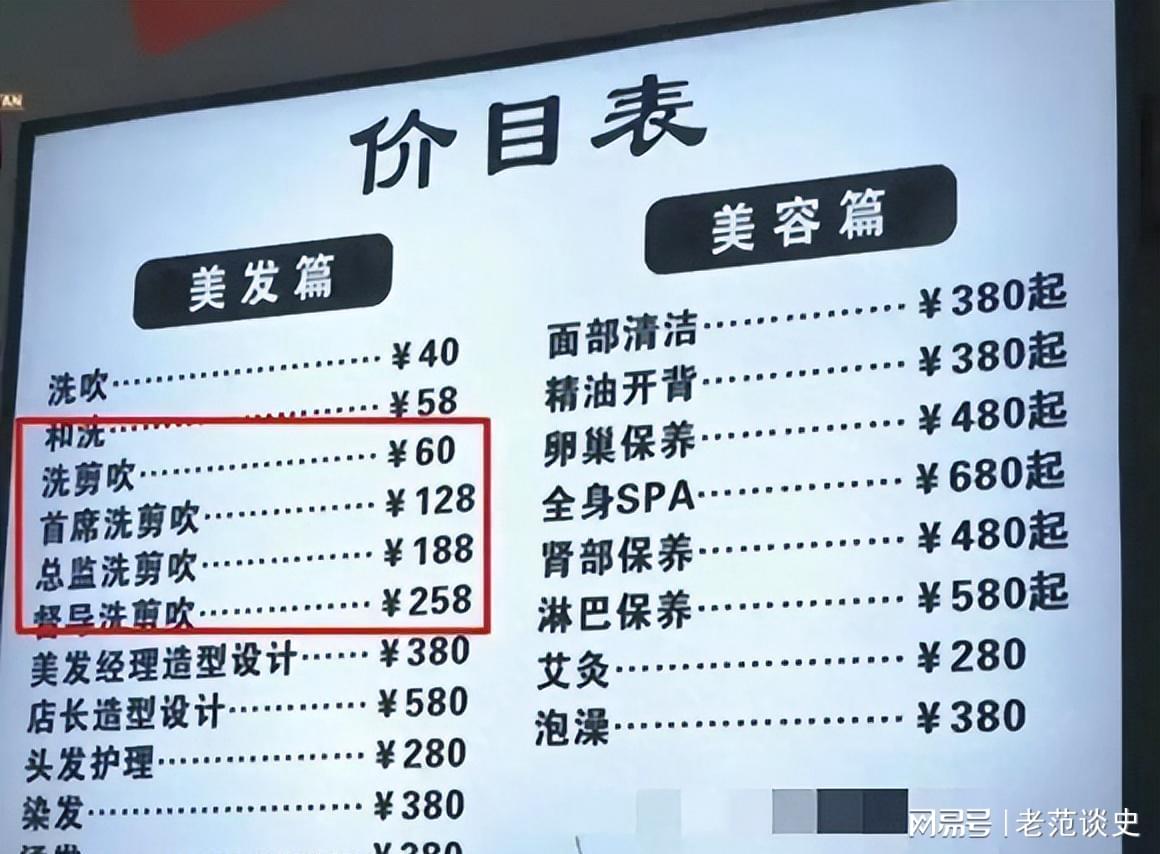 价目表
美发篇
洗吹 ¥40
和洗 ¥58
洗剪吹 ¥60
首席洗剪吹 ¥128
总监洗剪吹 ¥188
督导洗剪吹 ¥258
美发经理造型设计 ¥380
店长造型设计 ¥580
头发护理 ¥280
染发 ¥380
美容篇
面部清洁 ¥380起
精油开背 ¥380起
卵巢保养 ¥480起
全身SPA ¥680起
肾部保养 ¥480起
淋巴保养 ¥580起
艾灸 ¥280
泡澡 ¥380
网易号 | 老范谈史